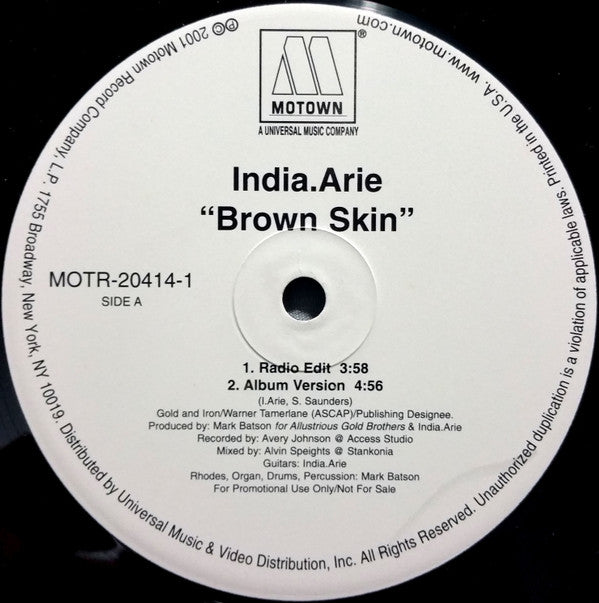 MOTOWN®
A UNIVERSAL MUSIC COMPANY
India.Arie
“Brown Skin”
MOTR-20414-1
SIDE A
1. Radio Edit 3:58
2. Album Version 4:56
(I.Arie, S. Saunders)
Gold and Iron/Warner Tamerlane (ASCAP)/Publishing Designee.
Produced by: Mark Batson for Allustrious Gold Brothers & India.Arie
Recorded by: Avery Johnson @ Access Studio
Mixed by: Alvin Speights @ Stankonia
Guitars: India.Arie
Rhodes, Organ, Drums, Percussion: Mark Batson
For Promotional Use Only/Not For Sale
℗© 2001 Motown Record Company, L.P. 1755 Broadway, New York, NY 10019. Distributed by Universal Music & Video Distribution, Inc. All Rights Reserved. Unauthorized duplication is a violation of applicable laws. Printed in the U.S.A. www.motown.com